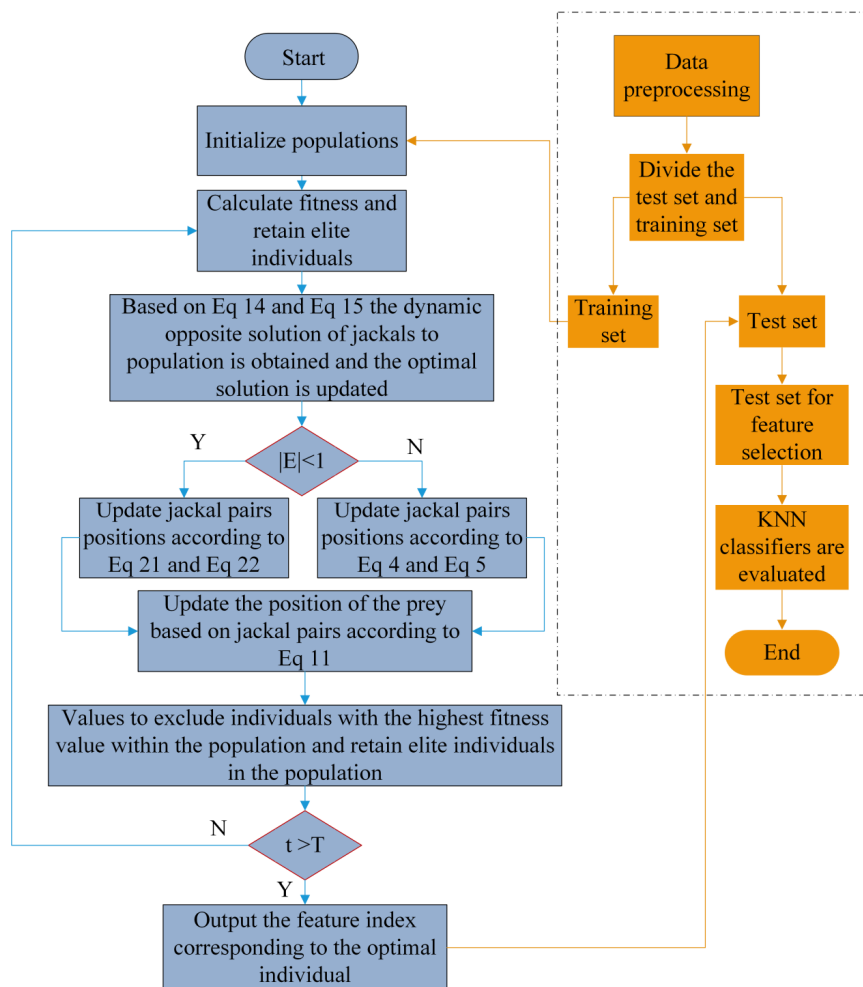 Start
Initialize populations
Calculate fitness and
retain elite
individuals
Based on Eq 14 and Eq 15 the dynamic
opposite solution of jackals to
population is obtained and the optimal
solution is updated
Y
|E|<1
N
Update jackal pairs
positions according to
Eq 21 and Eq 22
Update jackal pairs
positions according to
Eq 4 and Eq 5
Update the position of the prey
based on jackal pairs according to
Eq 11
Values to exclude individuals with the highest fitness
value within the population and retain elite individuals
in the population
N
t >T
Y
Output the feature index
corresponding to the optimal
individual
Data
preprocessing
Divide the
test set and
training set
Training
set
Test set
Test set for
feature
selection
KNN
classifiers are
evaluated
End